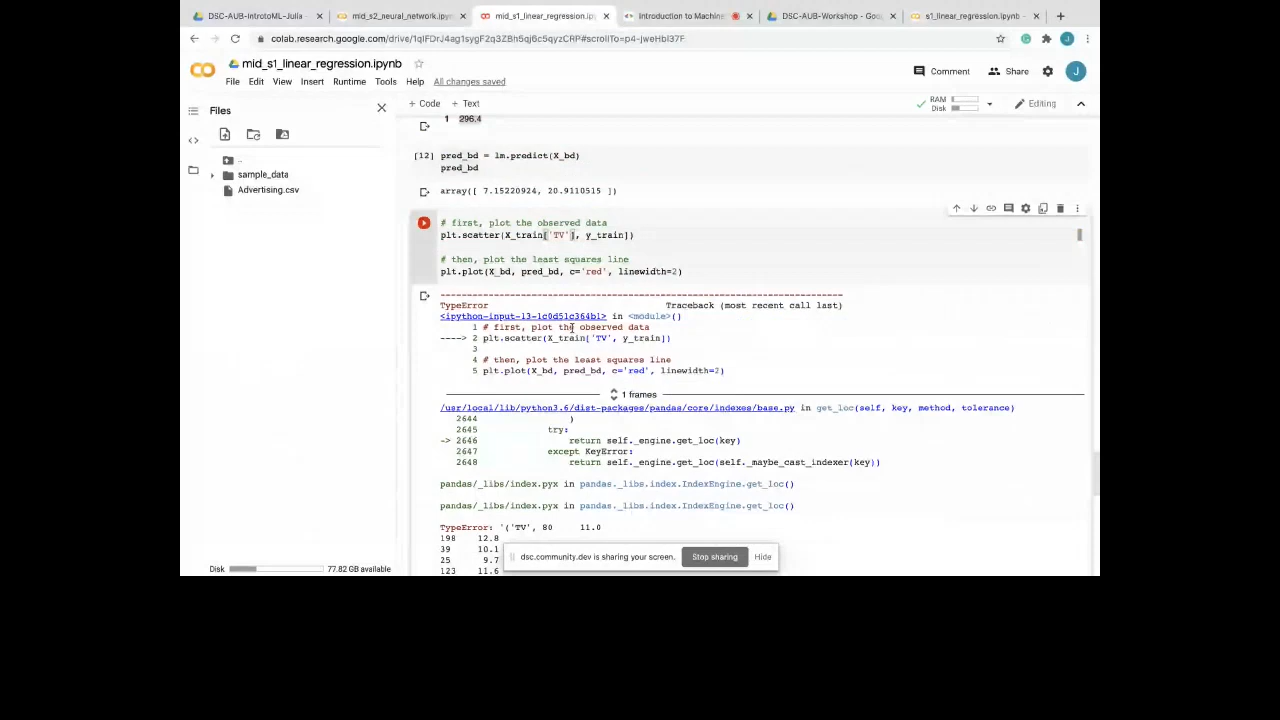 DSC-AUB-IntrotoML-Julia
mid_s2_neural_network.ipyn
mid_s1_linear_regression.ip
Introduction to Machine
DSC-AUB-Workshop - Goo
s1_linear_regression.ipynb
colab.research.google.com/drive/1qIFDrJ4ag1sygF2q3ZBh5qj6c5qyzCRP#scrollTo=p4-jweHbI37F
mid_s1_linear_regression.ipynb
File Edit View Insert Runtime Tools Help All changes saved
Comment
Share
J
Files
+ Code + Text
RAM
Disk
Editing
1 296.4
..
sample_data
Advertising.csv
[12] pred_bd = lm.predict(X_bd)
pred_bd
array([ 7.15220924, 20.9110515 ])
# first, plot the observed data
plt.scatter(X_train['TV'], y_train])
# then, plot the least squares line
plt.plot(X_bd, pred_bd, c='red', linewidth=2)
---------------------------------------------------------------------------
TypeError Traceback (most recent call last)
<ipython-input-13-1c0d51c364b1> in <module>()
1 # first, plot the observed data
----> 2 plt.scatter(X_train['TV', y_train])
3
4 # then, plot the least squares line
5 plt.plot(X_bd, pred_bd, c='red', linewidth=2)
1 frames
/usr/local/lib/python3.6/dist-packages/pandas/core/indexes/base.py in get_loc(self, key, method, tolerance)
2644 )
2645 try:
-> 2646 return self._engine.get_loc(key)
2647 except KeyError:
2648 return self._engine.get_loc(self._maybe_cast_indexer(key))
pandas/_libs/index.pyx in pandas._libs.index.IndexEngine.get_loc()
pandas/_libs/index.pyx in pandas._libs.index.IndexEngine.get_loc()
TypeError: '('TV', 80 11.0
198 12.8
39 10.1
25 9.7
123 11.6
dsc.community.dev is sharing your screen.
Stop sharing
Hide
Disk
77.82 GB available